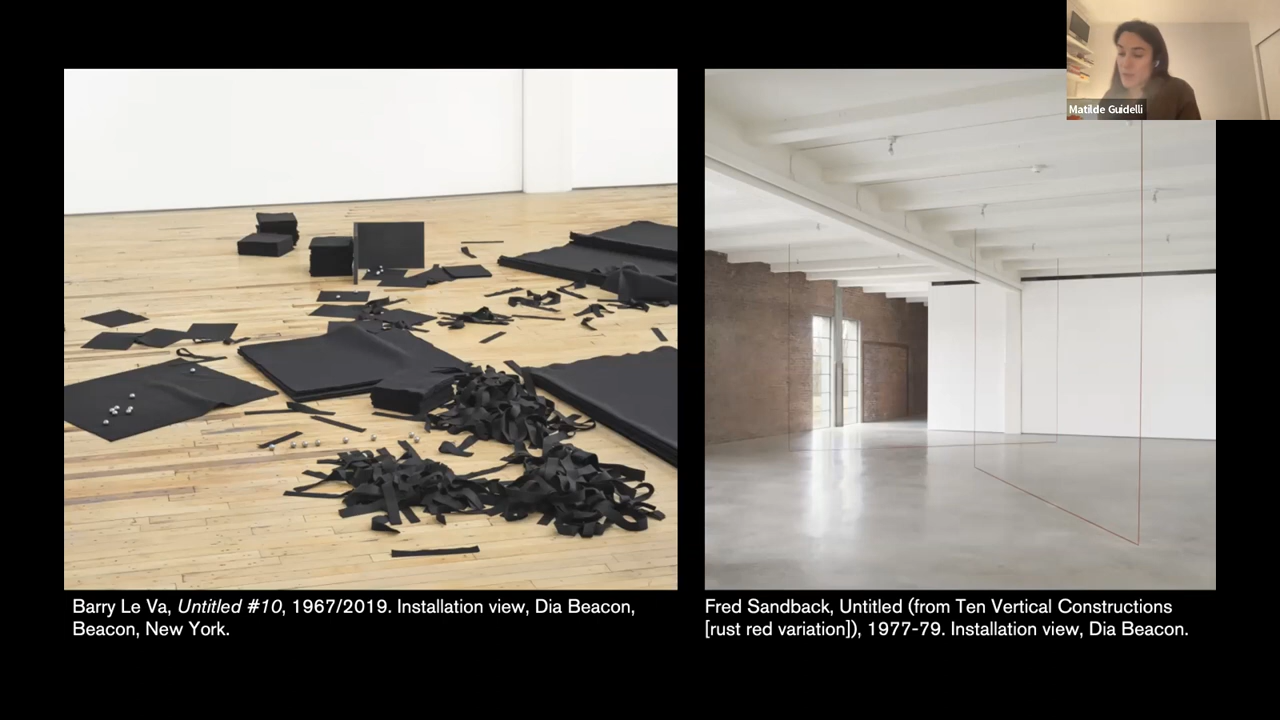 Matilde Guidelli
Barry Le Va, Untitled #10, 1967/2019. Installation view, Dia Beacon,
Beacon, New York.
Fred Sandback, Untitled (from Ten Vertical Constructions
[rust red variation]), 1977-79. Installation view, Dia Beacon.